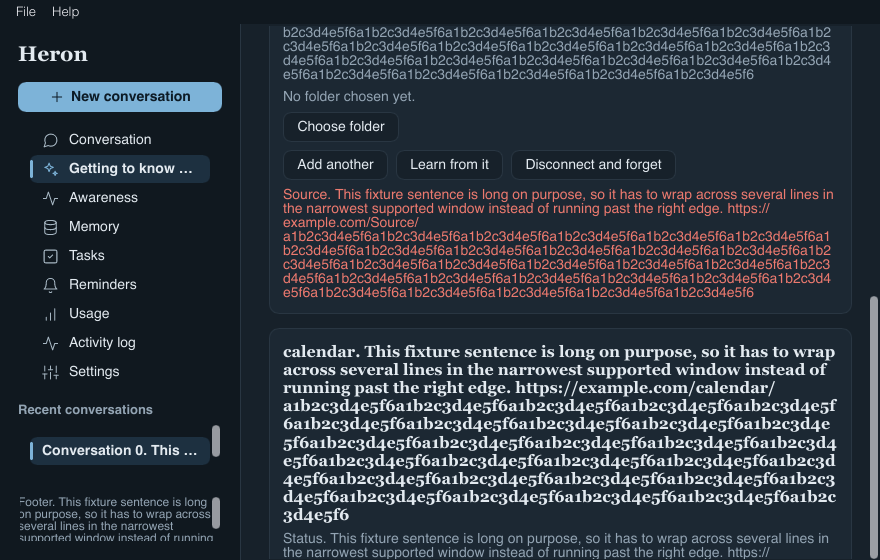 File Help
Heron
+ New conversation
Conversation
Getting to know ...
Awareness
Memory
Tasks
Reminders
Usage
Activity log
Settings
Recent conversations
Conversation 0. This ...
Footer. This fixture sentence is long
on purpose, so it has to wrap across
several lines in the narrowest
supported window instead of running
b2c3d4e5f6a1b2c3d4e5f6a1b2c3d4e5f6a1b2c3d4e5f6a1b2c3d4e5f6a1b2c3d4e5f6a1b2
c3d4e5f6a1b2c3d4e5f6a1b2c3d4e5f6a1b2c3d4e5f6a1b2c3d4e5f6a1b2c3d4e5f6a1b2c3
d4e5f6a1b2c3d4e5f6a1b2c3d4e5f6a1b2c3d4e5f6a1b2c3d4e5f6a1b2c3d4e5f6a1b2c3d4
e5f6a1b2c3d4e5f6a1b2c3d4e5f6a1b2c3d4e5f6a1b2c3d4e5f6a1b2c3d4e5f6
No folder chosen yet.
Choose folder
Add another Learn from it Disconnect and forget
Source. This fixture sentence is long on purpose, so it has to wrap across several lines in
the narrowest supported window instead of running past the right edge. https://
example.com/Source/
a1b2c3d4e5f6a1b2c3d4e5f6a1b2c3d4e5f6a1b2c3d4e5f6a1b2c3d4e5f6a1b2c3d4e5f6a1
b2c3d4e5f6a1b2c3d4e5f6a1b2c3d4e5f6a1b2c3d4e5f6a1b2c3d4e5f6a1b2c3d4e5f6a1b2
c3d4e5f6a1b2c3d4e5f6a1b2c3d4e5f6a1b2c3d4e5f6a1b2c3d4e5f6a1b2c3d4e5f6a1b2c3
d4e5f6a1b2c3d4e5f6a1b2c3d4e5f6a1b2c3d4e5f6a1b2c3d4e5f6a1b2c3d4e5f6a1b2c3d4
e5f6a1b2c3d4e5f6a1b2c3d4e5f6a1b2c3d4e5f6a1b2c3d4e5f6a1b2c3d4e5f6
calendar. This fixture sentence is long on purpose, so it has to wrap
across several lines in the narrowest supported window instead of
running past the right edge. https://example.com/calendar/
a1b2c3d4e5f6a1b2c3d4e5f6a1b2c3d4e5f6a1b2c3d4e5f6a1b2c3d4e5f
6a1b2c3d4e5f6a1b2c3d4e5f6a1b2c3d4e5f6a1b2c3d4e5f6a1b2c3d4e
5f6a1b2c3d4e5f6a1b2c3d4e5f6a1b2c3d4e5f6a1b2c3d4e5f6a1b2c3d4
e5f6a1b2c3d4e5f6a1b2c3d4e5f6a1b2c3d4e5f6a1b2c3d4e5f6a1b2c3d
4e5f6a1b2c3d4e5f6a1b2c3d4e5f6a1b2c3d4e5f6a1b2c3d4e5f6a1b2c3
d4e5f6a1b2c3d4e5f6a1b2c3d4e5f6a1b2c3d4e5f6a1b2c3d4e5f6a1b2c
3d4e5f6
Status. This fixture sentence is long on purpose, so it has to wrap across several lines in
the narrowest supported window instead of running past the right edge. https://